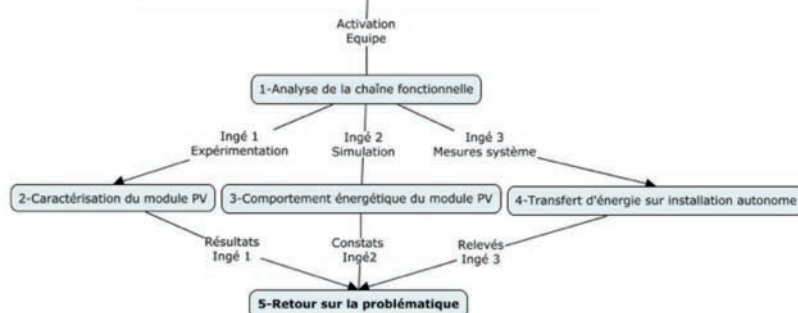 Activation
Equipe
1-Analyse de la chaîne fonctionnelle
Ingé 1
Expérimentation
Ingé 2
Simulation
Ingé 3
Mesures système
2-Caractérisation du module PV
3-Comportement énergétique du module PV
4-Transfert d'énergie sur installation autonome
Résultats
Ingé 1
Constats
Ingé2
Relevés
Ingé 3
5-Retour sur la problématique